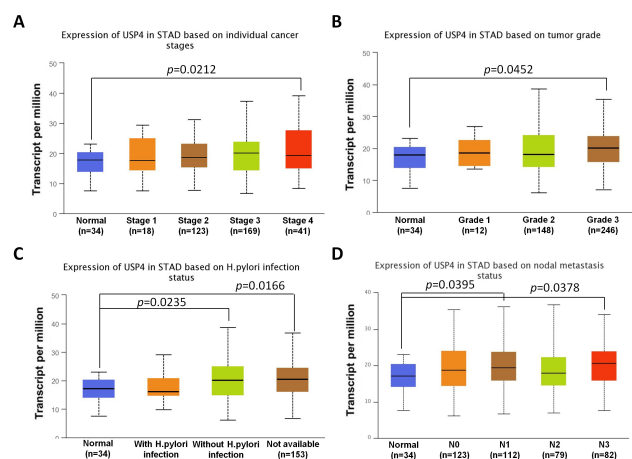 A
Expression of USP4 in STAD based on individual cancer
stages
Transcript per million
50
40
30
20
10
0
p=0.0212
Normal
(n=34)
Stage 1
(n=18)
Stage 2
(n=123)
Stage 3
(n=169)
Stage 4
(n=41)
B
Expression of USP4 in STAD based on tumor grade
Transcript per million
50
40
30
20
10
0
p=0.0452
Normal
(n=34)
Grade 1
(n=12)
Grade 2
(n=148)
Grade 3
(n=246)
C
Expression of USP4 in STAD based on H.pylori infection
status
Transcript per million
50
40
30
20
10
0
p=0.0166
p=0.0235
Normal
(n=34)
With H.pylori
infection
Without H.pylori
infection
Not available
(n=153)
D
Expression of USP4 in STAD based on nodal metastasis
status
Transcript per million
40
30
20
10
0
p=0.0395
p=0.0378
Normal
(n=34)
N0
(n=123)
N1
(n=112)
N2
(n=79)
N3
(n=82)